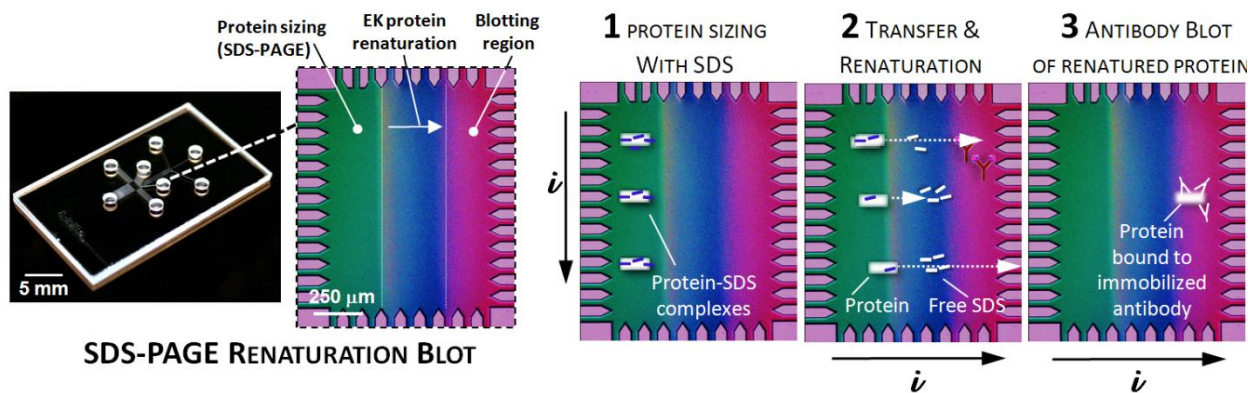 Protein sizing
(SDS-PAGE)
EK protein
renaturation
Blotting
region
5 mm
250 μm
SDS-PAGE RENATURATION BLOT
1 PROTEIN SIZING
WITH SDS
i
Protein-SDS
complexes
2 TRANSFER &
RENATURATION
Protein
Free SDS
i
3 ANTIBODY BLOT
OF RENATURED PROTEIN
Protein
bound to
immobilized
antibody
i